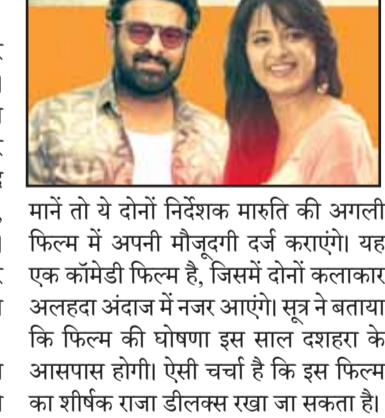 मानें तो ये दोनों निर्देशक मारुति की अगली
फिल्म में अपनी मौजूदगी दर्ज कराएंगे। यह
एक कॉमेडी फिल्म है, जिसमें दोनों कलाकार
अलहदा अंदाज में नजर आएंगे। सूत्र ने बताया
कि फिल्म की घोषणा इस साल दशहरा के
आसपास होगी। ऐसी चर्चा है कि इस फिल्म
का शीर्षक राजा डीलक्स रखा जा सकता है।